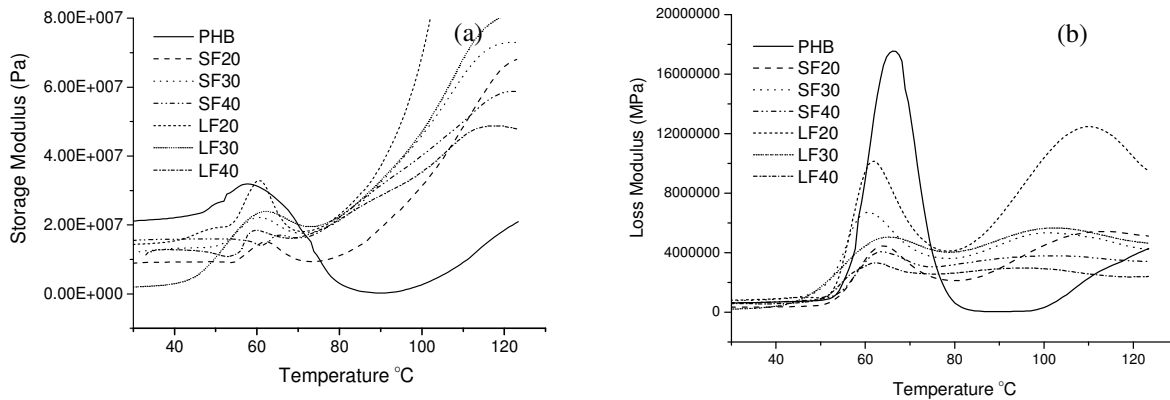 (a)
8.00E+007
6.00E+007
4.00E+007
2.00E+007
0.00E+000
Storage Modulus (Pa)
PHB
SF20
SF30
SF40
LF20
LF30
LF40
40 60 80 100 120
Temperature °C
(b)
16000000
12000000
8000000
4000000
0
Loss Modulus (MPa)
PHB
SF20
SF30
SF40
LF20
LF30
LF40
40 60 80 100 120
Temperature °C